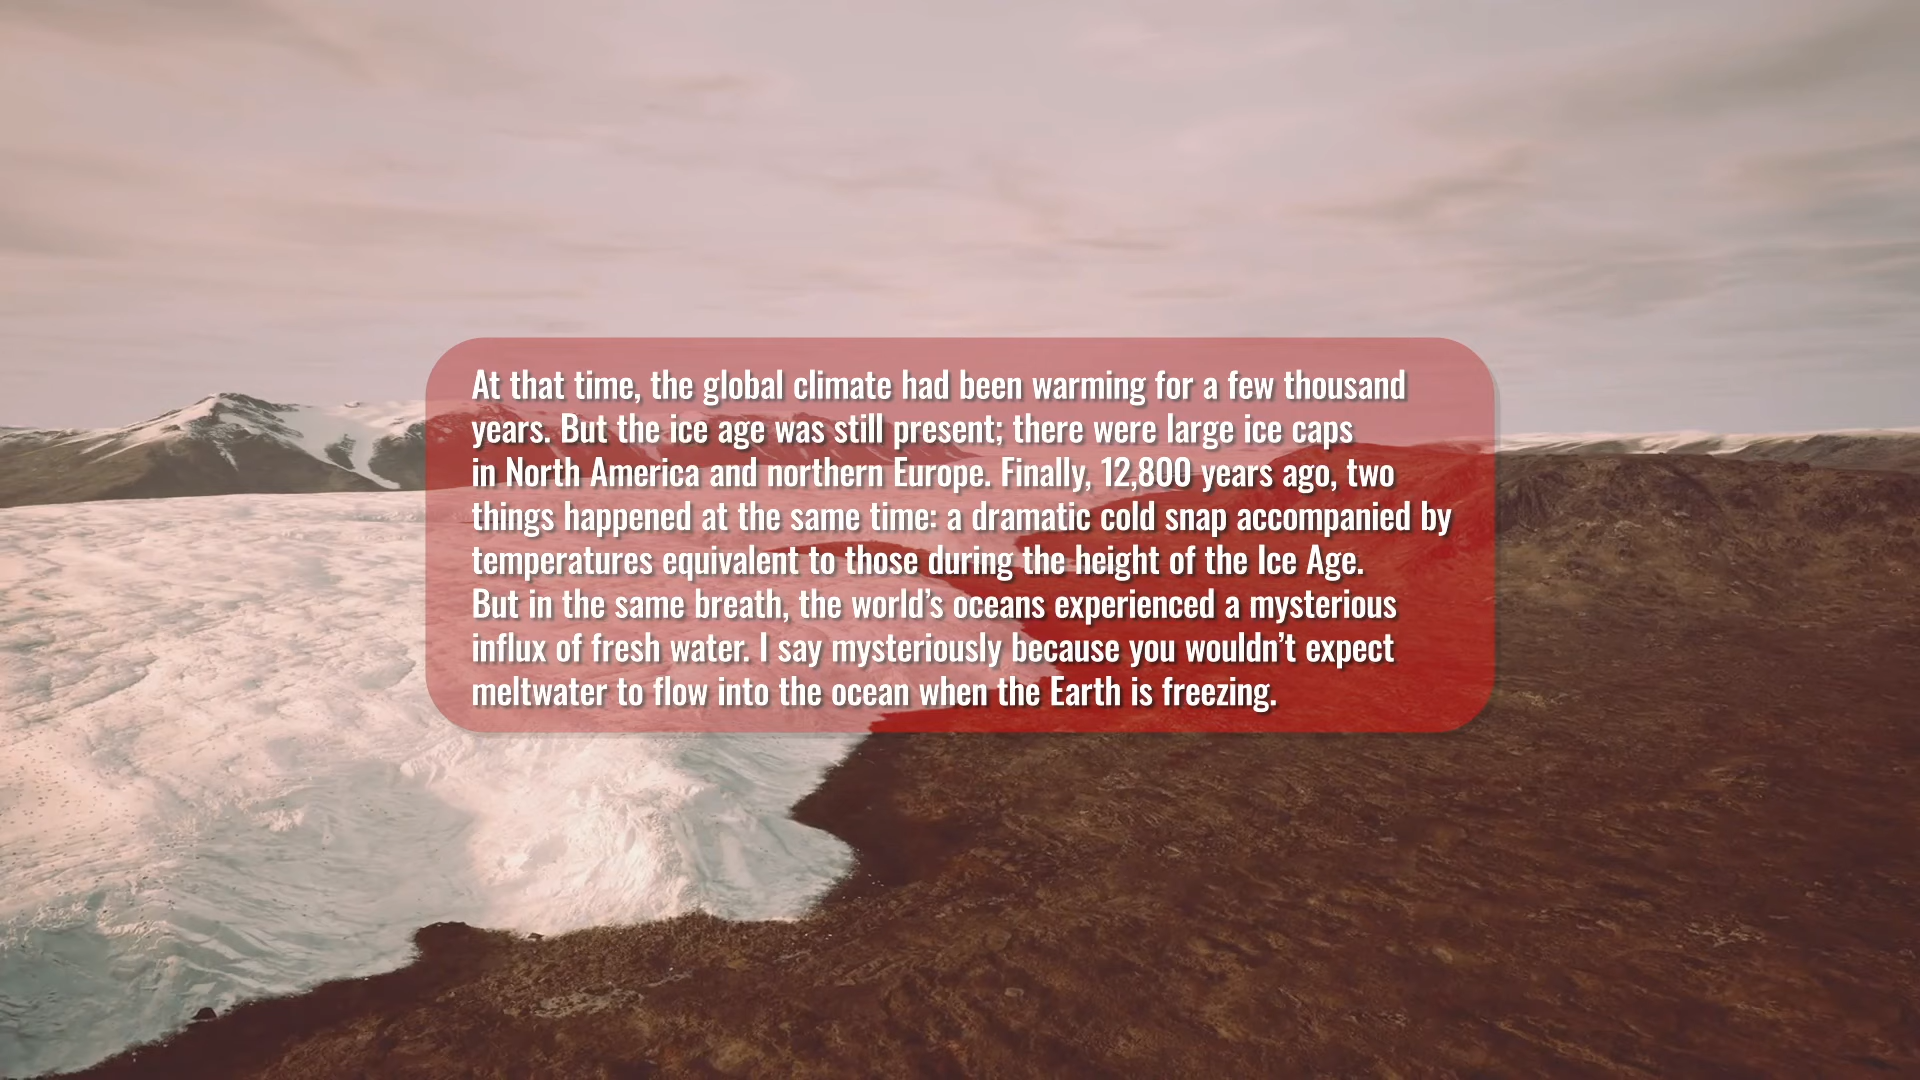 At that time, the global climate had been warming for a few thousand
years. But the ice age was still present; there were large ice caps
in North America and northern Europe. Finally, 12,800 years ago, two
things happened at the same time: a dramatic cold snap accompanied by
temperatures equivalent to those during the height of the Ice Age.
But in the same breath, the world’s oceans experienced a mysterious
influx of fresh water. I say mysteriously because you wouldn’t expect
meltwater to flow into the ocean when the Earth is freezing.